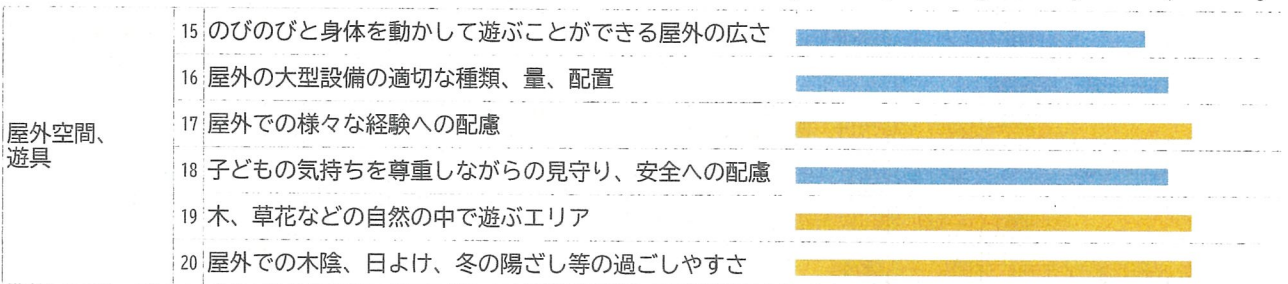 15 のびのびと身体を動かして遊ぶことができる屋外の広さ
16 屋外の大型設備の適切な種類、量、配置
屋外空間、
遊具
17 屋外での様々な経験への配慮
18 子どもの気持ちを尊重しながらの見守り、安全への配慮
19 木、草花などの自然の中で遊ぶエリア
20 屋外での木陰、日よけ、冬の陽ざし等の過ごしやすさ